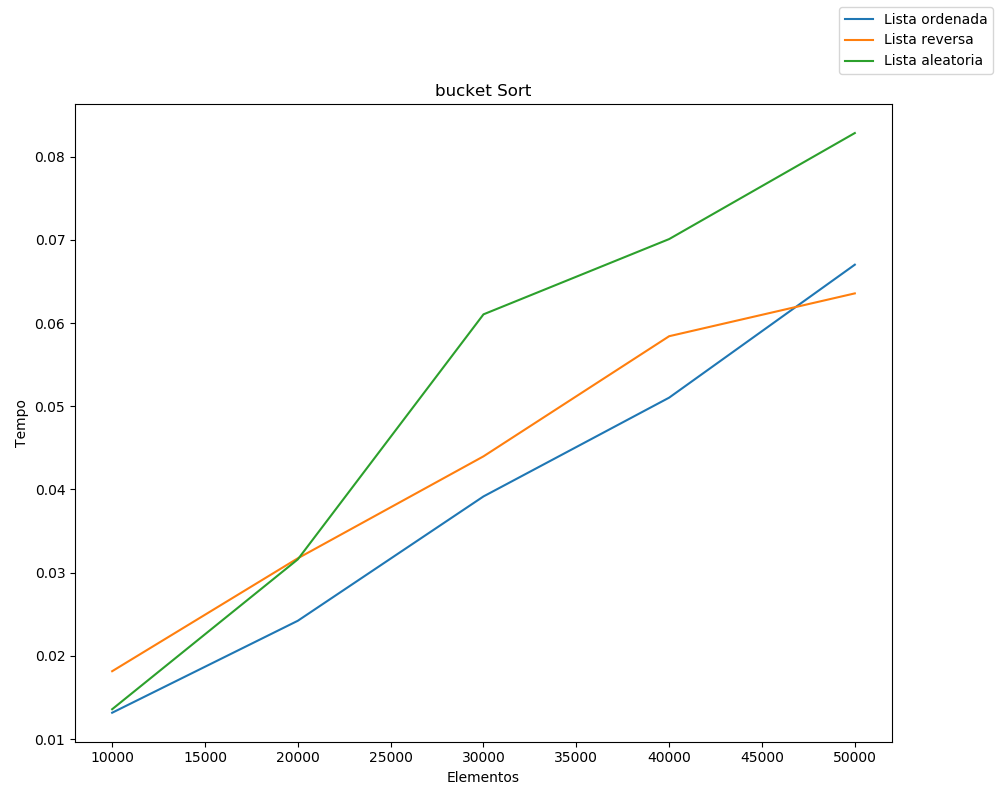 Lista ordenada
Lista reversa
Lista aleatoria
bucket Sort
0.08
0.07
0.06
0.05
0.04
0.03
0.02
0.01
Tempo
10000 15000 20000 25000 30000 35000 40000 45000 50000
Elementos